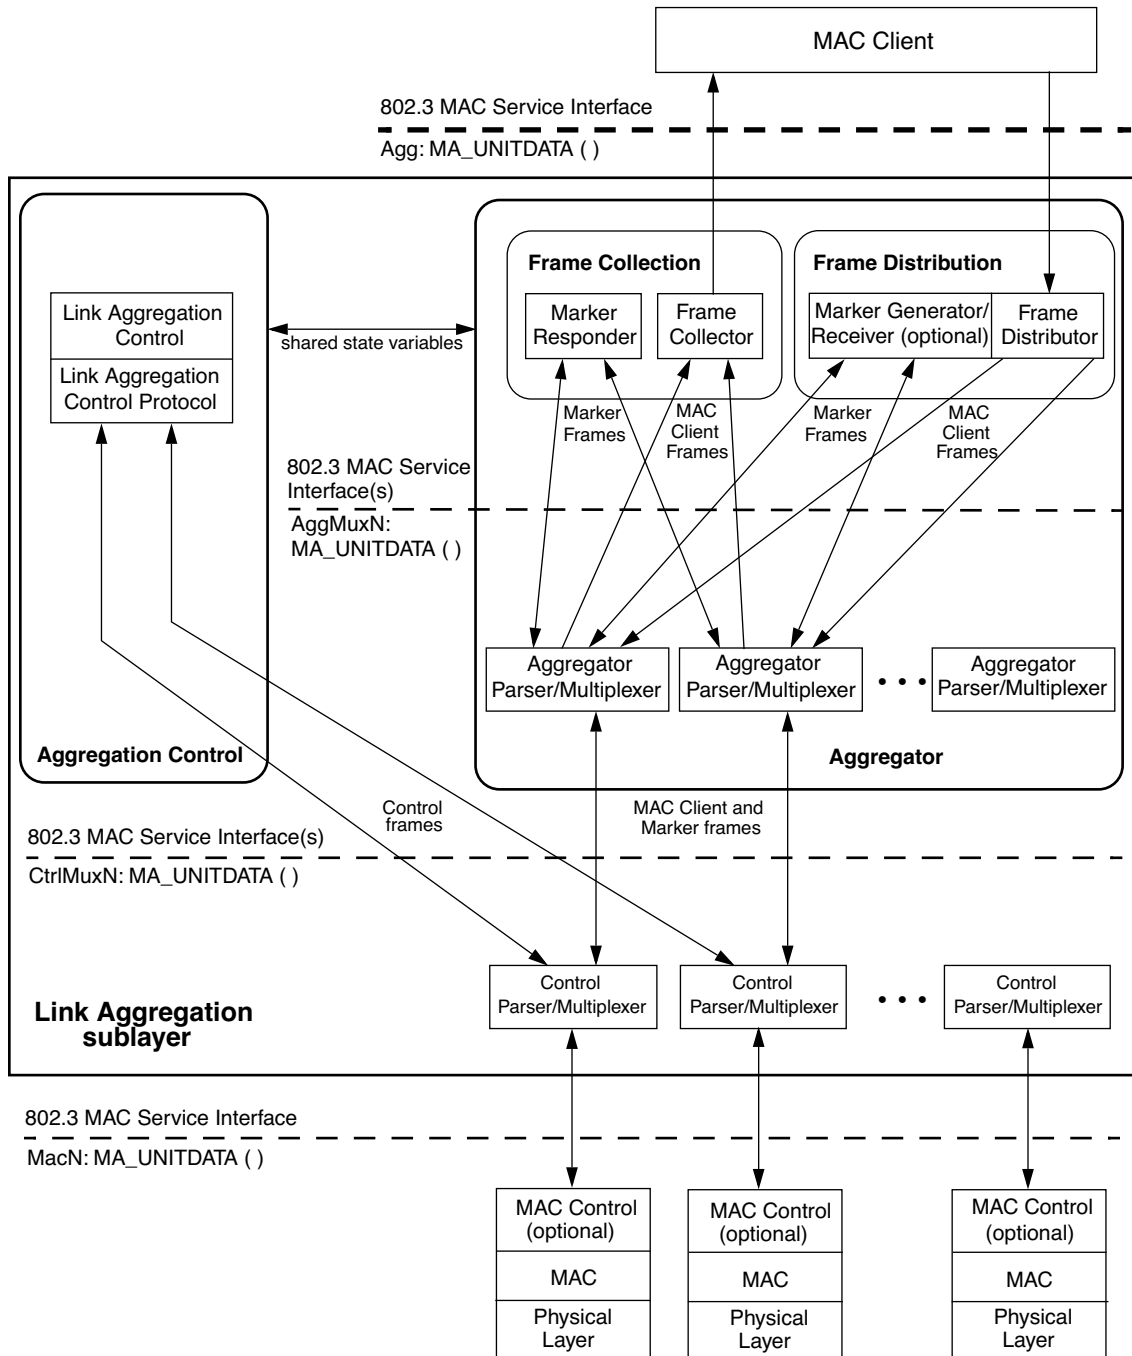 MAC Client
802.3 MAC Service Interface
Agg: MA_UNITDATA ( )
Frame Collection
Frame Distribution
Link Aggregation
Control
Link Aggregation
Control Protocol
shared state variables
Marker
Responder
Frame
Collector
Marker Generator/
Receiver (optional)
Frame
Distributor
Marker
Frames
MAC
Client
Frames
Marker
Frames
MAC
Client
Frames
802.3 MAC Service
Interface(s)
AggMuxN:
MA_UNITDATA ( )
Aggregator
Parser/Multiplexer
Aggregator
Parser/Multiplexer
• • •
Aggregator
Parser/Multiplexer
Aggregation Control
Aggregator
Control
frames
MAC Client and
Marker frames
802.3 MAC Service Interface(s)
CtrlMuxN: MA_UNITDATA ( )
Control
Parser/Multiplexer
Control
Parser/Multiplexer
• • •
Control
Parser/Multiplexer
Link Aggregation
sublayer
802.3 MAC Service Interface
MacN: MA_UNITDATA ( )
MAC Control
(optional)
MAC
Physical
Layer
MAC Control
(optional)
MAC
Physical
Layer
MAC Control
(optional)
MAC
Physical
Layer